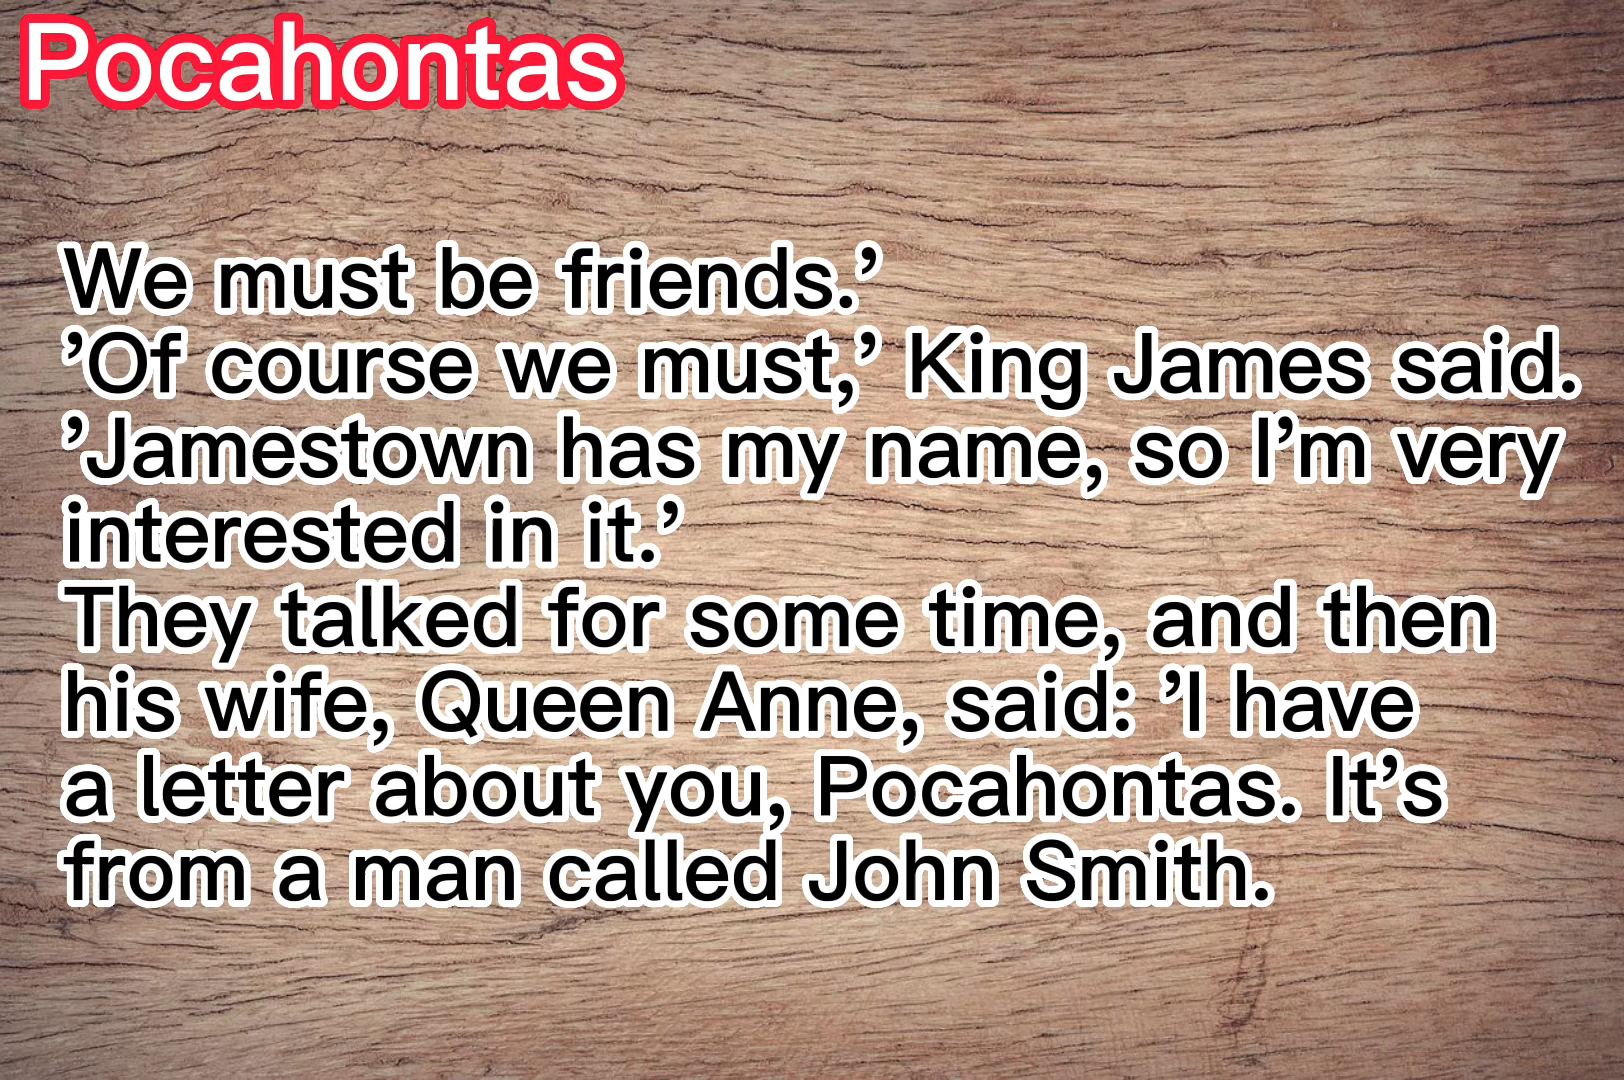 Pocahontas
We must be friends.’
’Of course we must,’ King James said.
’Jamestown has my name, so I’m very
interested in it.’
They talked for some time, and then
his wife, Queen Anne, said: ’I have
a letter about you, Pocahontas. It’s
from a man called John Smith.